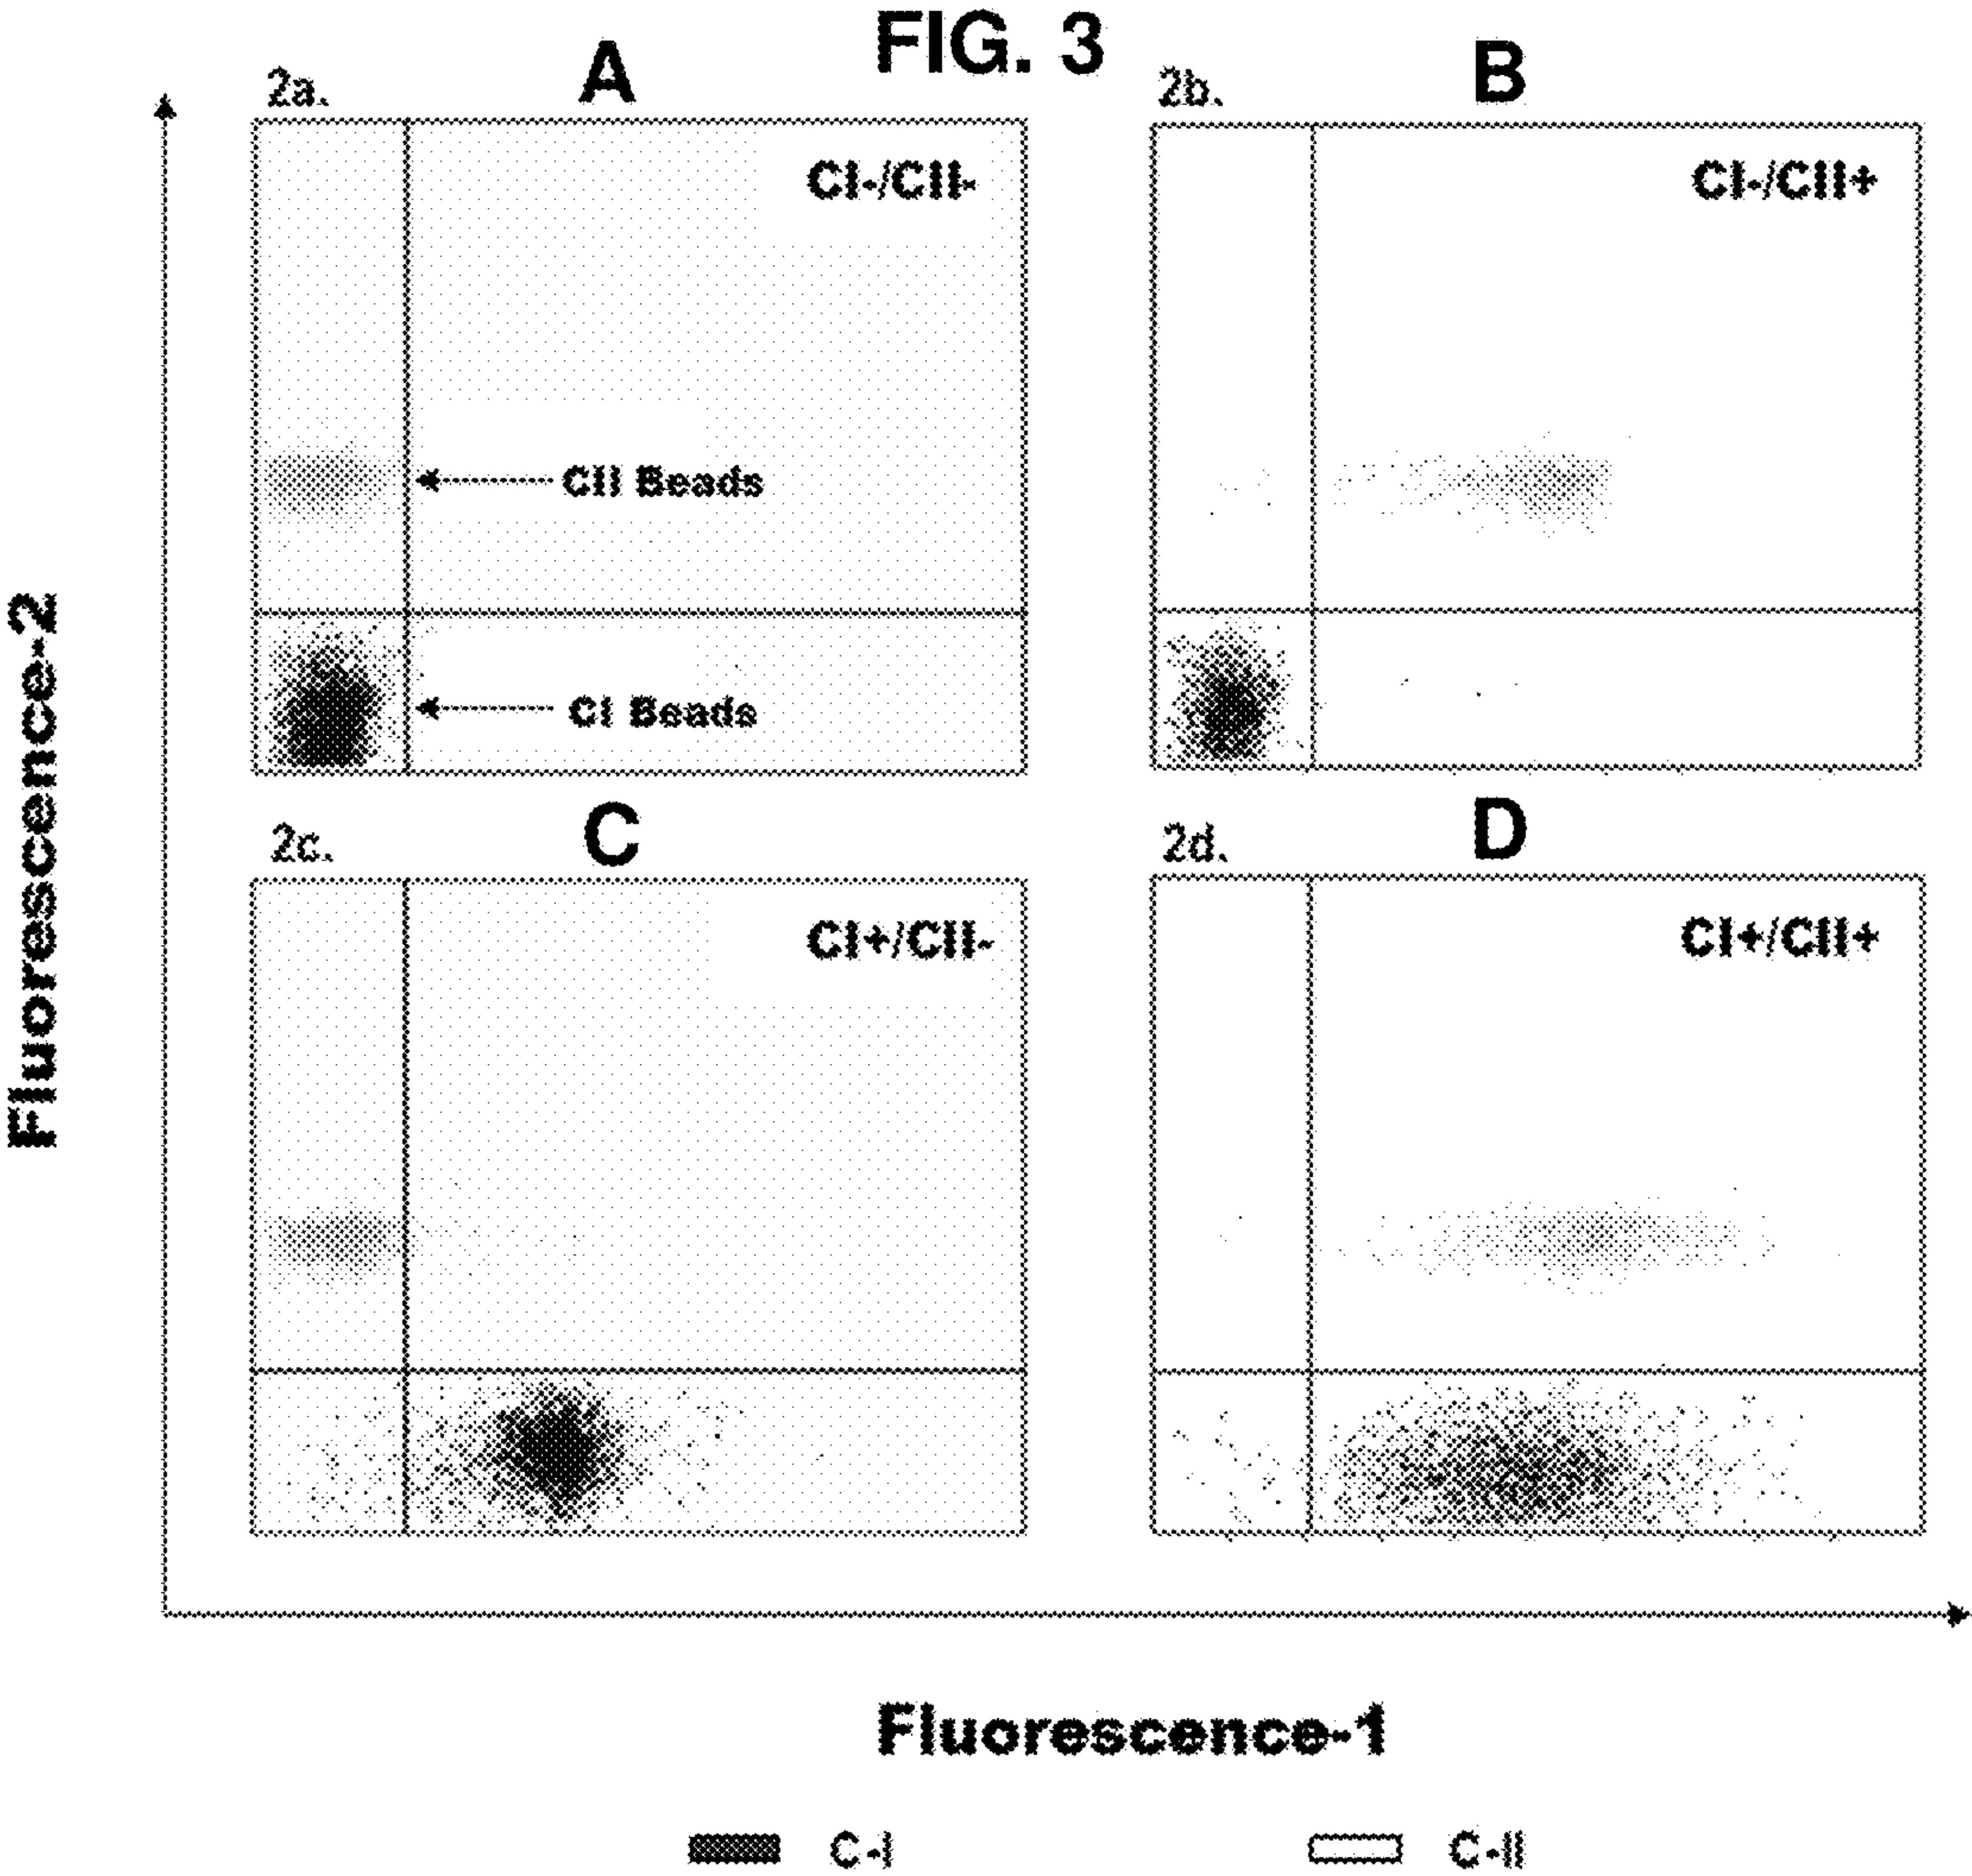 FIG. 3
2a. A
2b. B
CI-/CII-
CI-/CII+
CII Beads
CI Beads
2c. C
2d. D
CI+/CII-
CI+/CII+
Fluorescence-2
Fluorescence-1
C-I
C-II